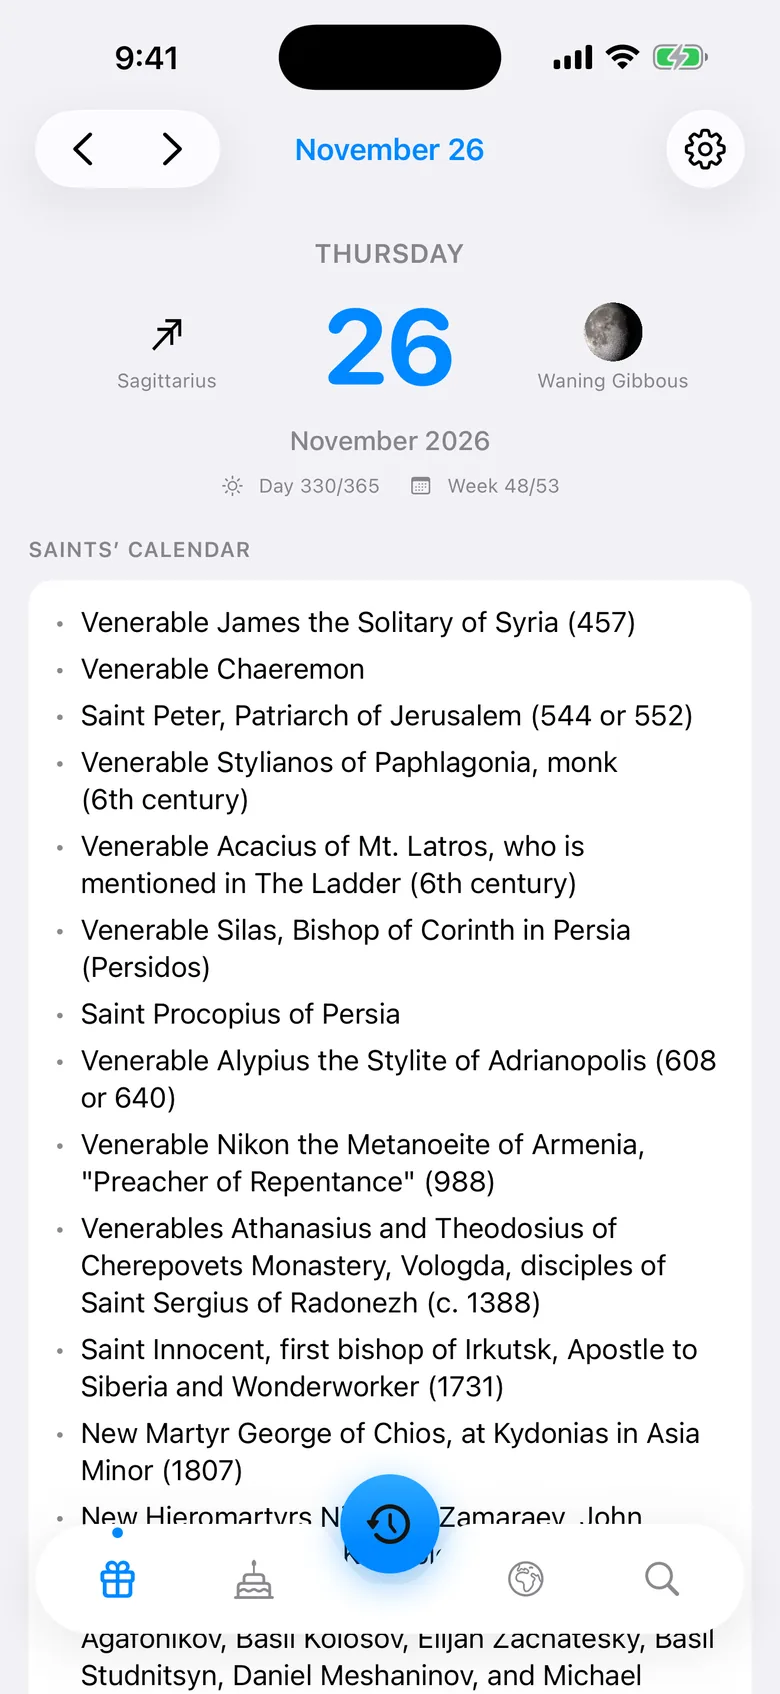 9:41
November 26
THURSDAY
26
Sagittarius
Waning Gibbous
November 2026
Day 330/365
Week 48/53
SAINTS’ CALENDAR
• Venerable James the Solitary of Syria (457)
• Venerable Chaeremon
• Saint Peter, Patriarch of Jerusalem (544 or 552)
• Venerable Stylianos of Paphlagonia, monk
(6th century)
• Venerable Acacius of Mt. Latros, who is
mentioned in The Ladder (6th century)
• Venerable Silas, Bishop of Corinth in Persia
(Persidos)
• Saint Procopius of Persia
• Venerable Alypius the Stylite of Adrianopolis (608
or 640)
• Venerable Nikon the Metanoeite of Armenia,
"Preacher of Repentance" (988)
• Venerables Athanasius and Theodosius of
Cherepovets Monastery, Vologda, disciples of
Saint Sergius of Radonezh (c. 1388)
• Saint Innocent, first bishop of Irkutsk, Apostle to
Siberia and Wonderworker (1731)
• New Martyr George of Chios, at Kydonias in Asia
Minor (1807)
• New Hieromartyrs Zamaraev, John
Agafonikov, Basil Kolosov, Elijah Zachatesky, Basil
Studnitsyn, Daniel Meshaninov, and Michael